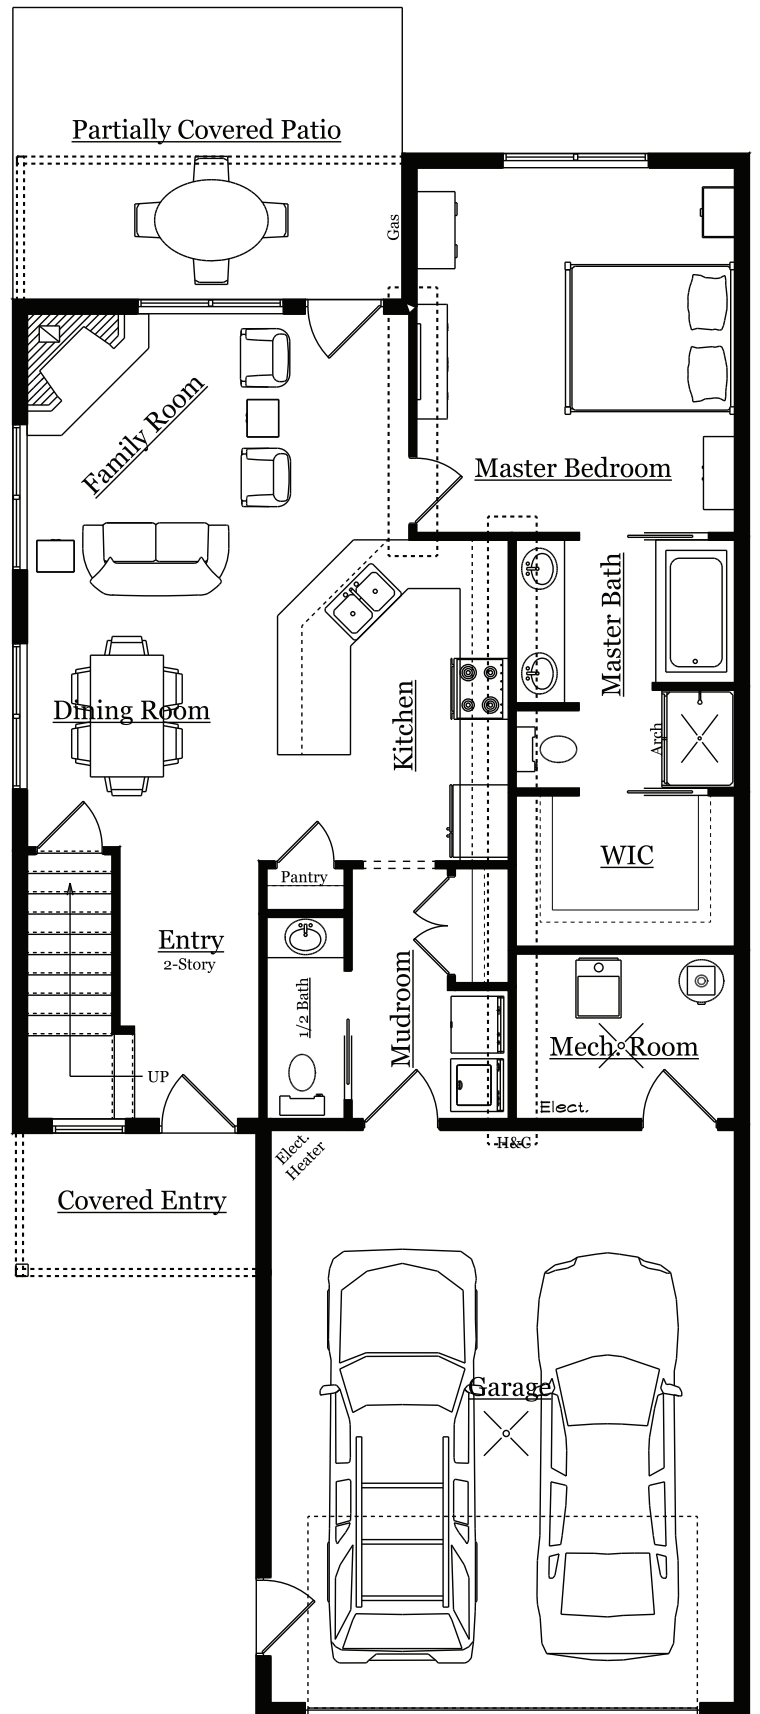 Partially Covered Patio
Gas
Family Room
Master Bedroom
Master Bath
Dining Room
Kitchen
Arch
WIC
Pantry
Entry
2-Story
1/2 Bath
Mudroom
Mech. Room
UP
Elect.
Elect.
Heater
H&C
Covered Entry
Garage